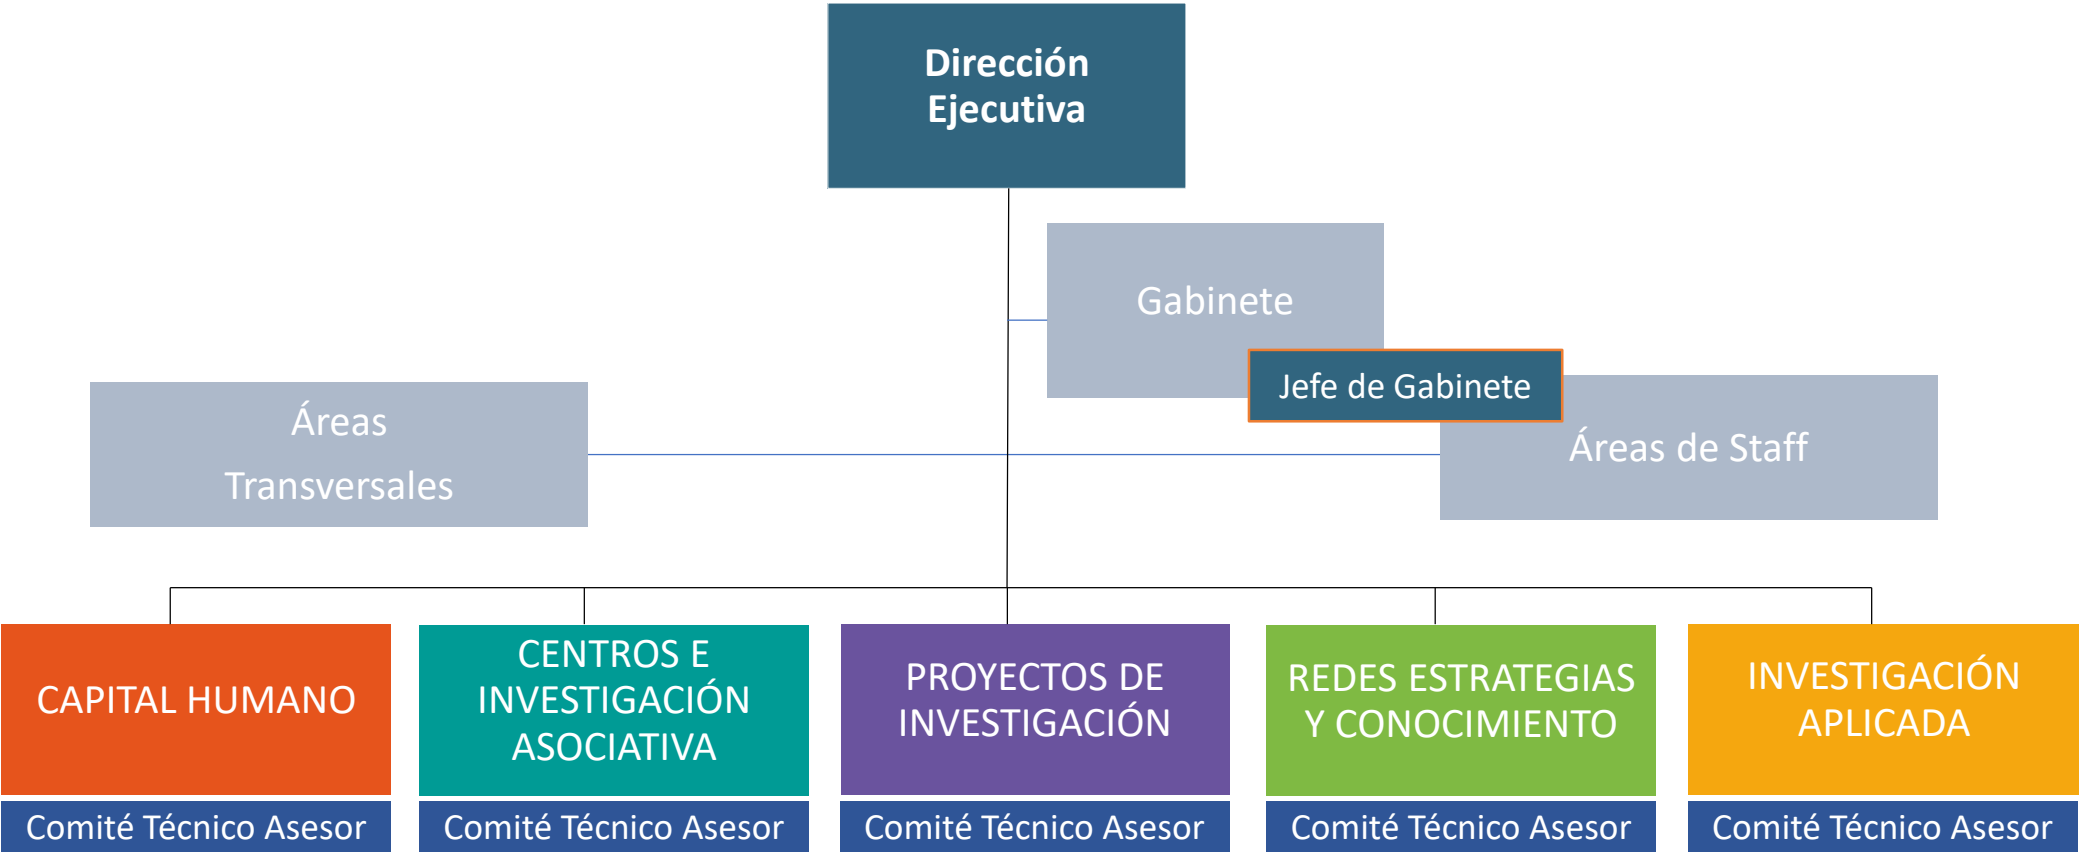 Dirección
Ejecutiva
Gabinete
Jefe de Gabinete
Áreas
Transversales
Áreas de Staff
CAPITAL HUMANO
CENTROS E
INVESTIGACIÓN
ASOCIATIVA
PROYECTOS DE
INVESTIGACIÓN
REDES ESTRATEGIAS
Y CONOCIMIENTO
INVESTIGACIÓN
APLICADA
Comité Técnico Asesor
Comité Técnico Asesor
Comité Técnico Asesor
Comité Técnico Asesor
Comité Técnico Asesor